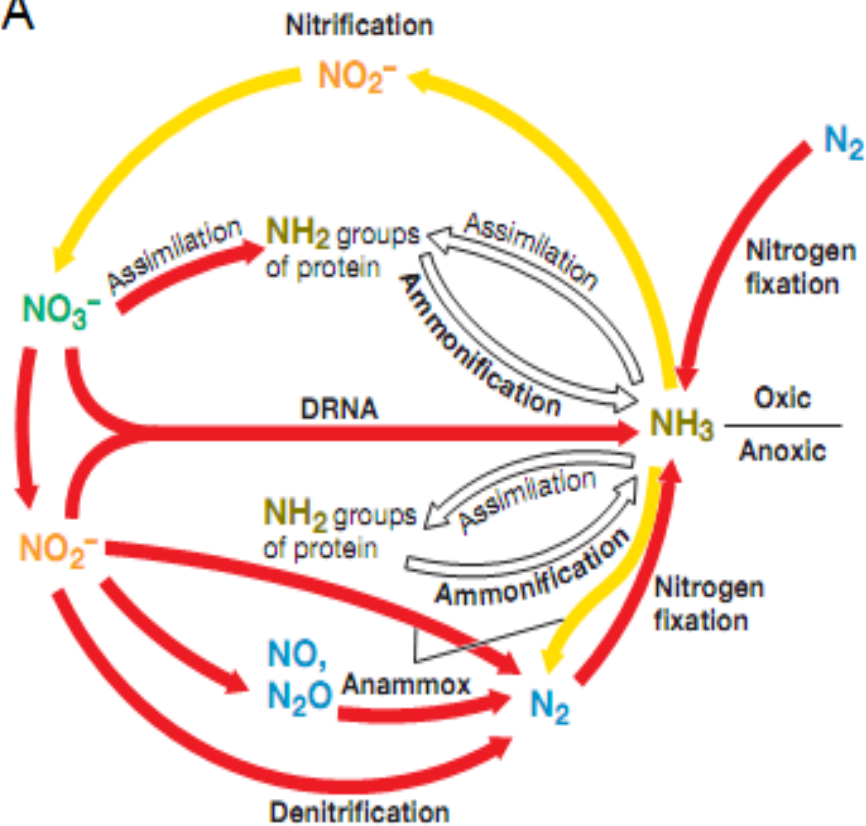 A
Nitrification
NO₂⁻
N₂
Assimilation
NH₂ groups
of protein
Assimilation
Nitrogen
fixation
Ammonification
NO₃⁻
DRNA
NH₃
Oxic
Anoxic
NH₂ groups
of protein
Assimilation
Ammonification
NO₂⁻
Nitrogen
fixation
NO,
N₂O
Anammox
N₂
Denitrification